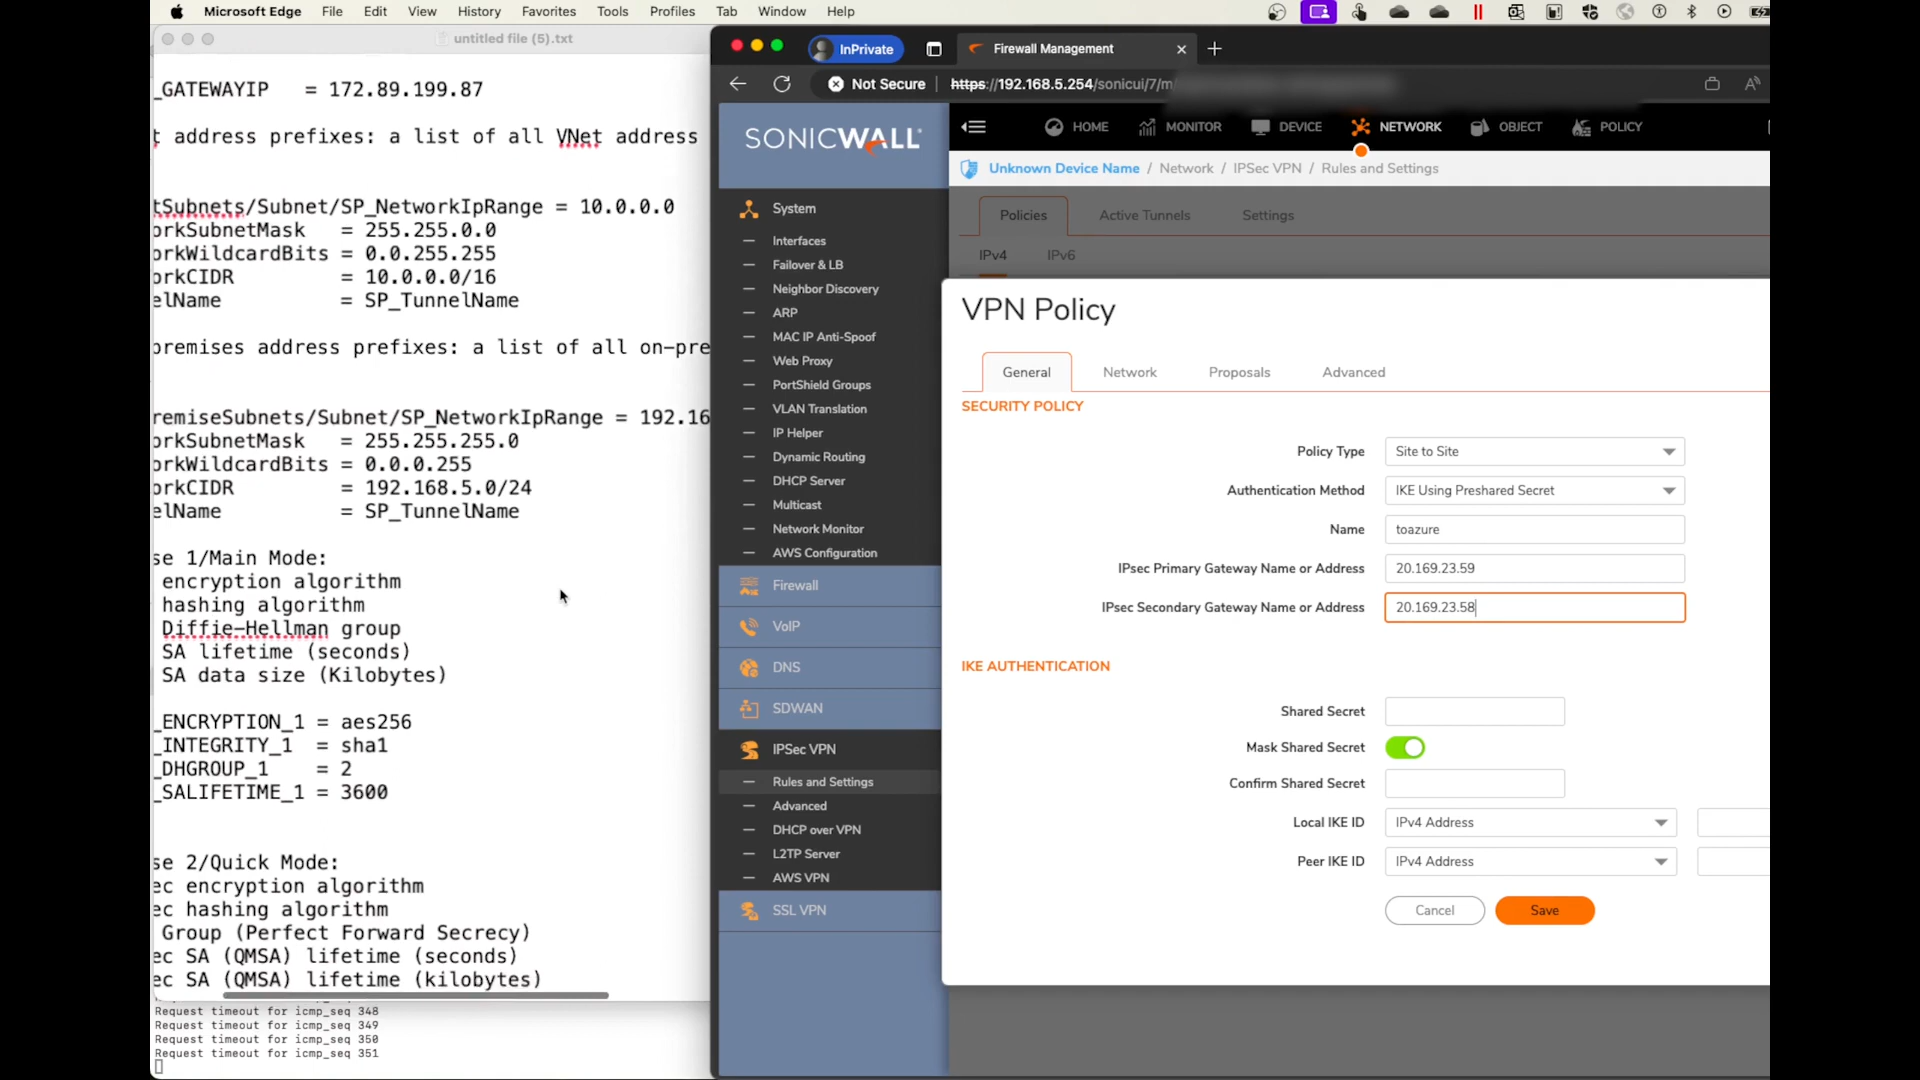 Microsoft Edge File Edit View History Favorites Tools Profiles Tab Window Help
untitled file (5).txt
_GATEWAYIP = 172.89.199.87
t address prefixes: a list of all VNet address
tSubnets/Subnet/SP_NetworkIpRange = 10.0.0.0
orkSubnetMask = 255.255.0.0
orkWildcardBits = 0.0.255.255
orkCIDR = 10.0.0.0/16
elName = SP_TunnelName
premises address prefixes: a list of all on-pre
remiseSubnets/Subnet/SP_NetworkIpRange = 192.16
orkSubnetMask = 255.255.255.0
orkWildcardBits = 0.0.0.255
orkCIDR = 192.168.5.0/24
elName = SP_TunnelName
se 1/Main Mode:
encryption algorithm
hashing algorithm
Diffie-Hellman group
SA lifetime (seconds)
SA data size (Kilobytes)
_ENCRYPTION_1 = aes256
_INTEGRITY_1 = sha1
_DHGROUP_1 = 2
_SALIFETIME_1 = 3600
se 2/Quick Mode:
ec encryption algorithm
ec hashing algorithm
Group (Perfect Forward Secrecy)
ec SA (QMSA) lifetime (seconds)
ec SA (QMSA) lifetime (kilobytes)
Request timeout for icmp_seq 348
Request timeout for icmp_seq 349
Request timeout for icmp_seq 350
Request timeout for icmp_seq 351
InPrivate Firewall Management
Not Secure https://192.168.5.254/sonicui/7/m
SONICWALL
HOME MONITOR DEVICE NETWORK OBJECT POLICY
Unknown Device Name / Network / IPSec VPN / Rules and Settings
System
Interfaces
Failover & LB
Neighbor Discovery
ARP
MAC IP Anti-Spoof
Web Proxy
PortShield Groups
VLAN Translation
IP Helper
Dynamic Routing
DHCP Server
Multicast
Network Monitor
AWS Configuration
Firewall
VoIP
DNS
SDWAN
IPSec VPN
Rules and Settings
Advanced
DHCP over VPN
L2TP Server
AWS VPN
SSL VPN
Policies Active Tunnels Settings
IPv4 IPv6
VPN Policy
General Network Proposals Advanced
SECURITY POLICY
Policy Type Site to Site
Authentication Method IKE Using Preshared Secret
Name toazure
IPsec Primary Gateway Name or Address 20.169.23.59
IPsec Secondary Gateway Name or Address 20.169.23.58
IKE AUTHENTICATION
Shared Secret
Mask Shared Secret
Confirm Shared Secret
Local IKE ID IPv4 Address
Peer IKE ID IPv4 Address
Cancel Save